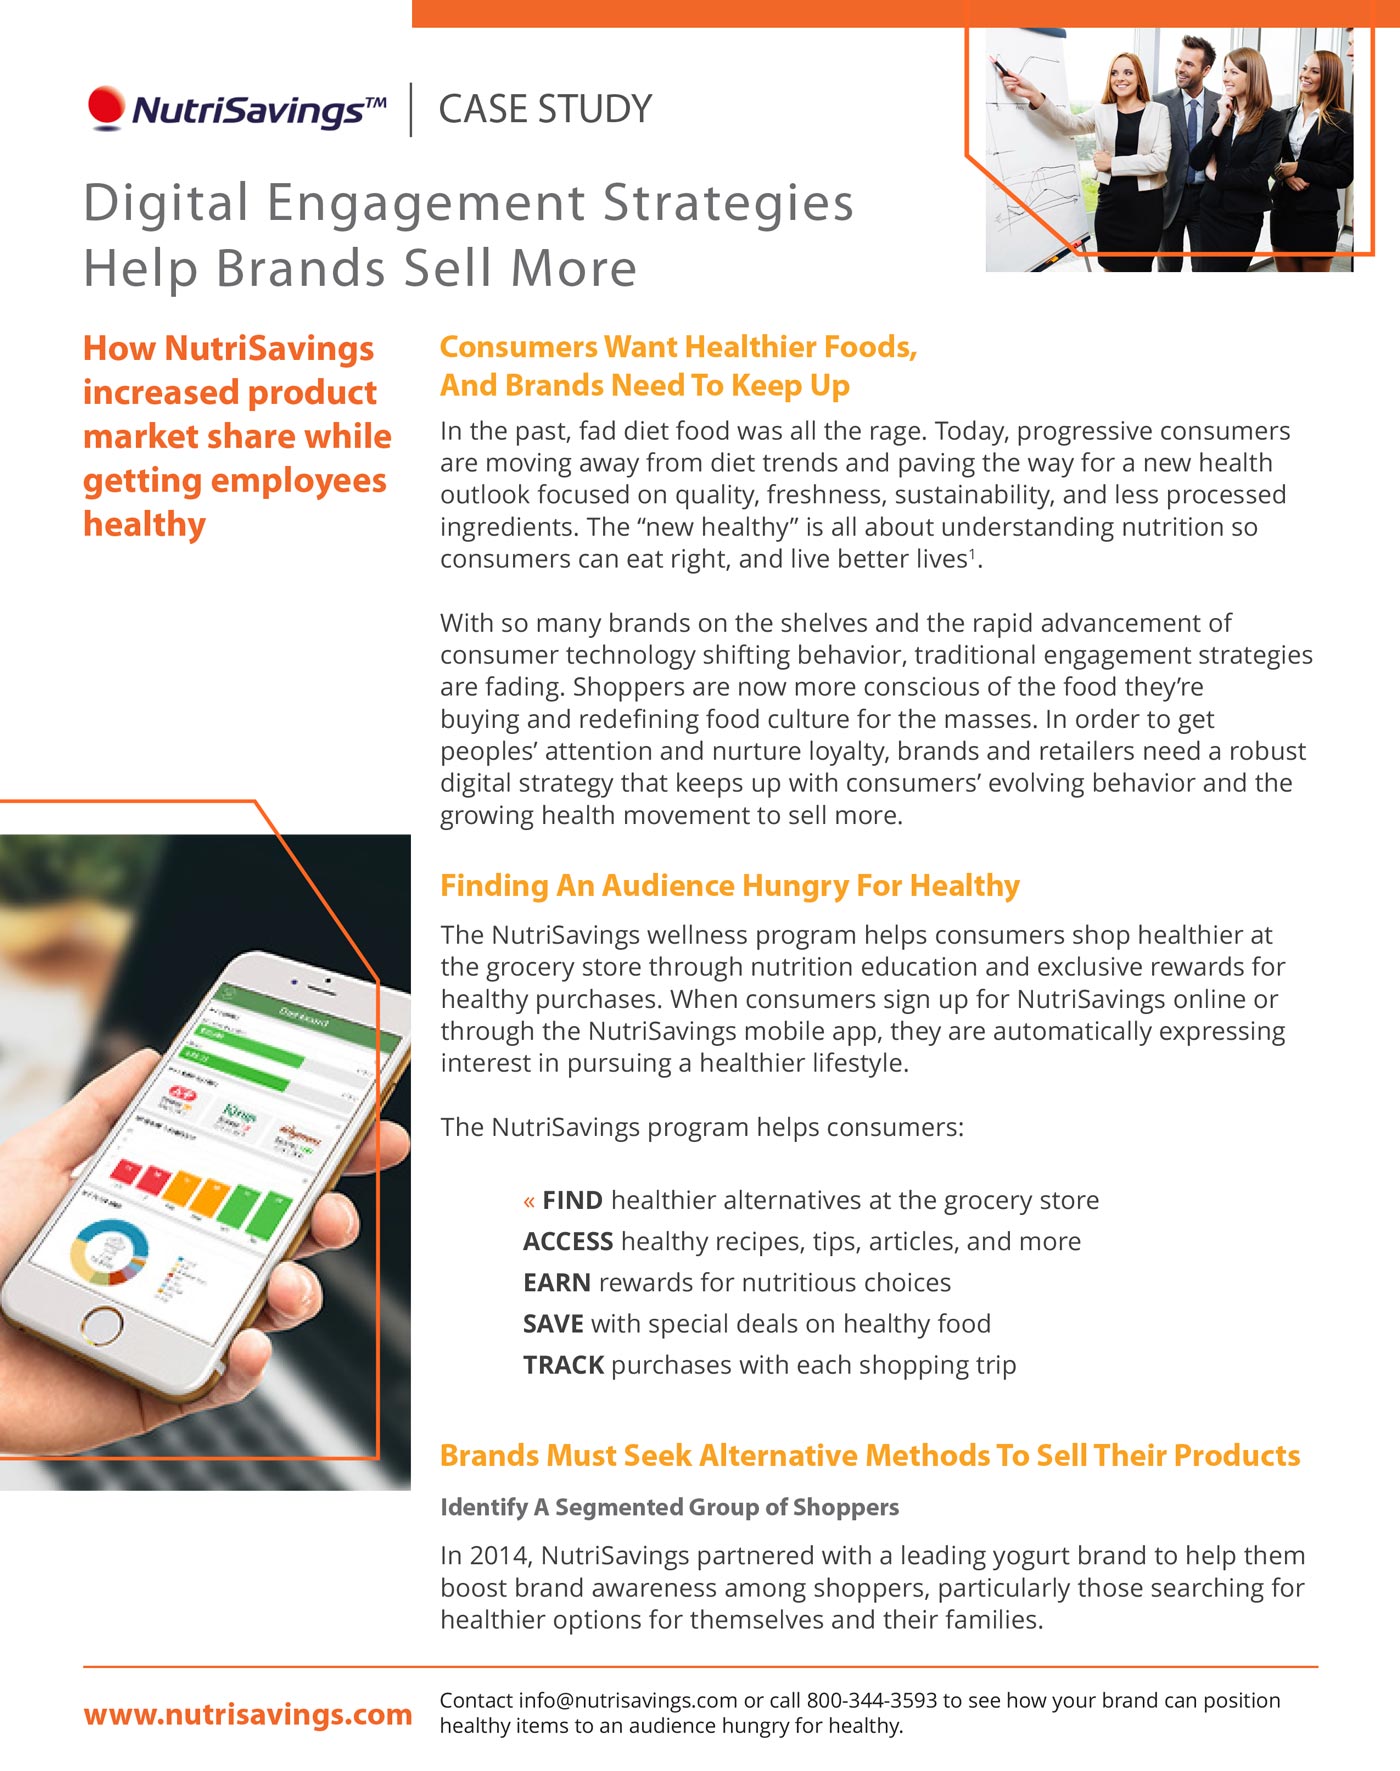 NutriSavings™ | CASE STUDY
Digital Engagement Strategies
Help Brands Sell More
How NutriSavings
increased product
market share while
getting employees
healthy
Consumers Want Healthier Foods,
And Brands Need To Keep Up
In the past, fad diet food was all the rage. Today, progressive consumers
are moving away from diet trends and paving the way for a new health
outlook focused on quality, freshness, sustainability, and less processed
ingredients. The “new healthy” is all about understanding nutrition so
consumers can eat right, and live better lives¹.
With so many brands on the shelves and the rapid advancement of
consumer technology shifting behavior, traditional engagement strategies
are fading. Shoppers are now more conscious of the food they’re
buying and redefining food culture for the masses. In order to get
peoples’ attention and nurture loyalty, brands and retailers need a robust
digital strategy that keeps up with consumers’ evolving behavior and the
growing health movement to sell more.
Dashboard
Kings
Finding An Audience Hungry For Healthy
The NutriSavings wellness program helps consumers shop healthier at
the grocery store through nutrition education and exclusive rewards for
healthy purchases. When consumers sign up for NutriSavings online or
through the NutriSavings mobile app, they are automatically expressing
interest in pursuing a healthier lifestyle.
The NutriSavings program helps consumers:
« FIND healthier alternatives at the grocery store
ACCESS healthy recipes, tips, articles, and more
EARN rewards for nutritious choices
SAVE with special deals on healthy food
TRACK purchases with each shopping trip
Brands Must Seek Alternative Methods To Sell Their Products
Identify A Segmented Group of Shoppers
In 2014, NutriSavings partnered with a leading yogurt brand to help them
boost brand awareness among shoppers, particularly those searching for
healthier options for themselves and their families.
www.nutrisavings.com
Contact info@nutrisavings.com or call 800-344-3593 to see how your brand can position
healthy items to an audience hungry for healthy.